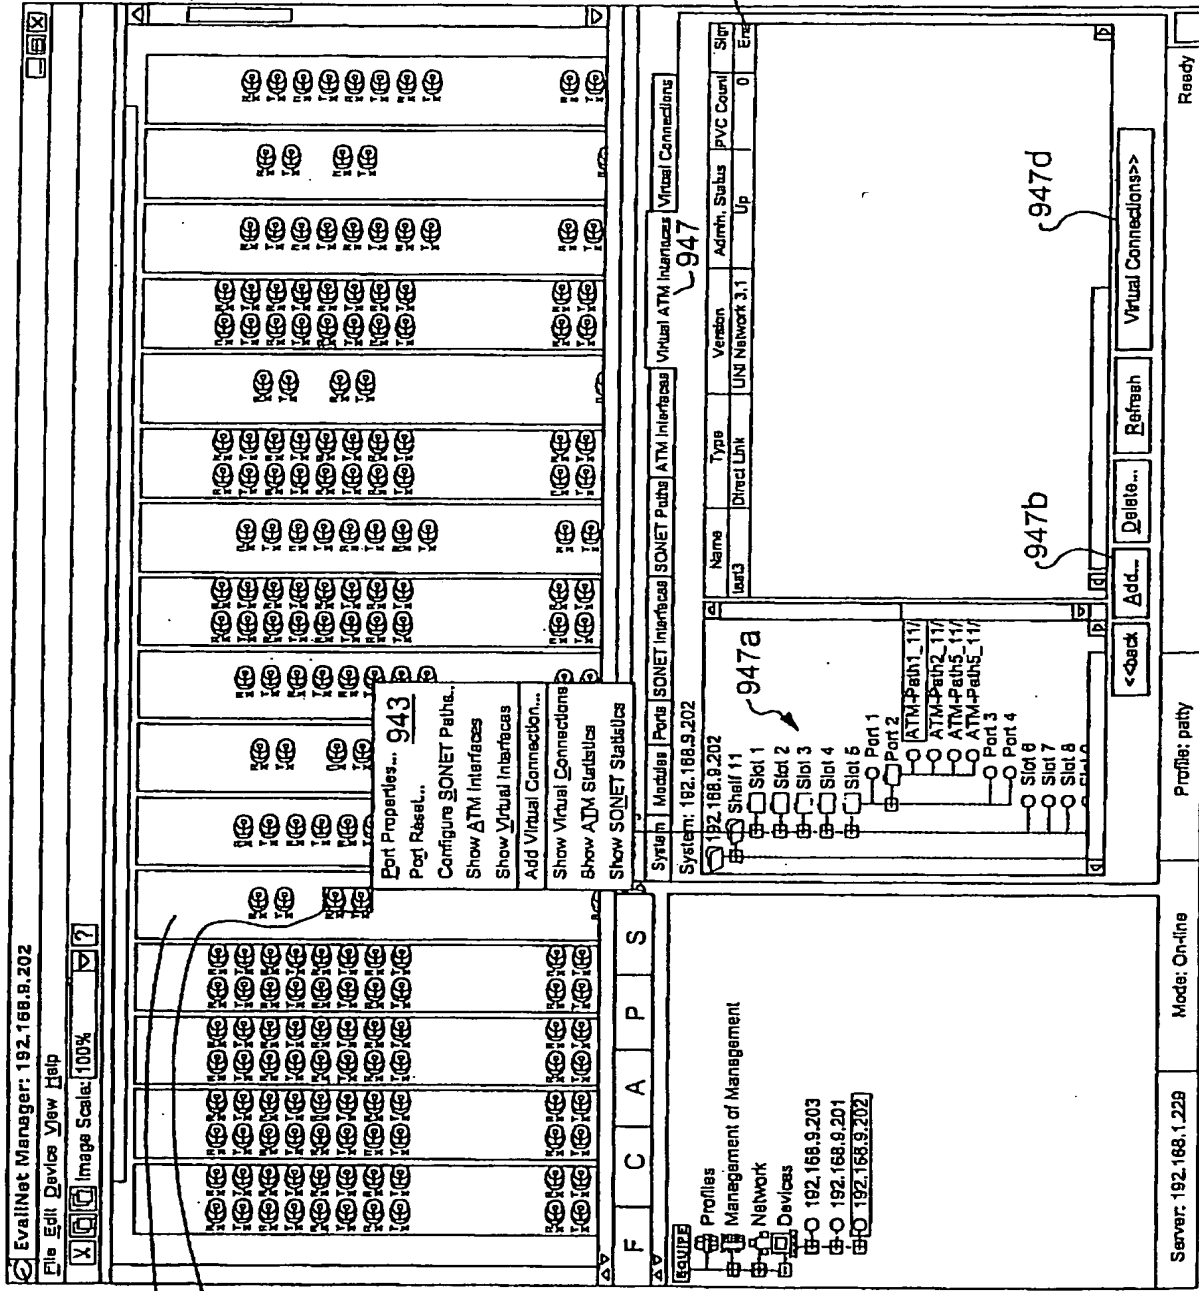 EvailNet Manager: 192.168.9.202
File Edit Device View Help
Image Scale: 100% ?
Port Properties... 943
Port Reset...
Configure SONET Paths...
Show ATM Interfaces
Show Virtual Interfaces
Add Virtual Connection...
Show Virtual Connections
Show ATM Statistics
Show SONET Statistics
F C A P S
EQUIPE
Profiles
Management of Management
Network
Devices
192.168.9.203
192.168.9.201
192.168.9.202
System Modules Ports SONET Interfaces SONET Paths ATM Interfaces Virtual ATM Interfaces Virtual Connections
947
System: 192.168.9.202
192.168.9.202
Shelf 11
947a
Slot 1
Slot 2
Slot 3
Slot 4
Slot 5
Port 1
Port 2
ATM-Path1_11/
ATM-Path2_11/
ATM-Path5_11/
ATM-Path5_11/
Port 3
Port 4
Slot 6
Slot 7
Slot 8
Name Type Version Admin. Status PVC Count Sign
Direct Link UNI Network 3.1 Up 0 Ena
947b
947d
<<back Add... Delete... Refresh Virtual Connections>>
Server: 192.168.1.229 Mode: On-line Profile: patty Ready